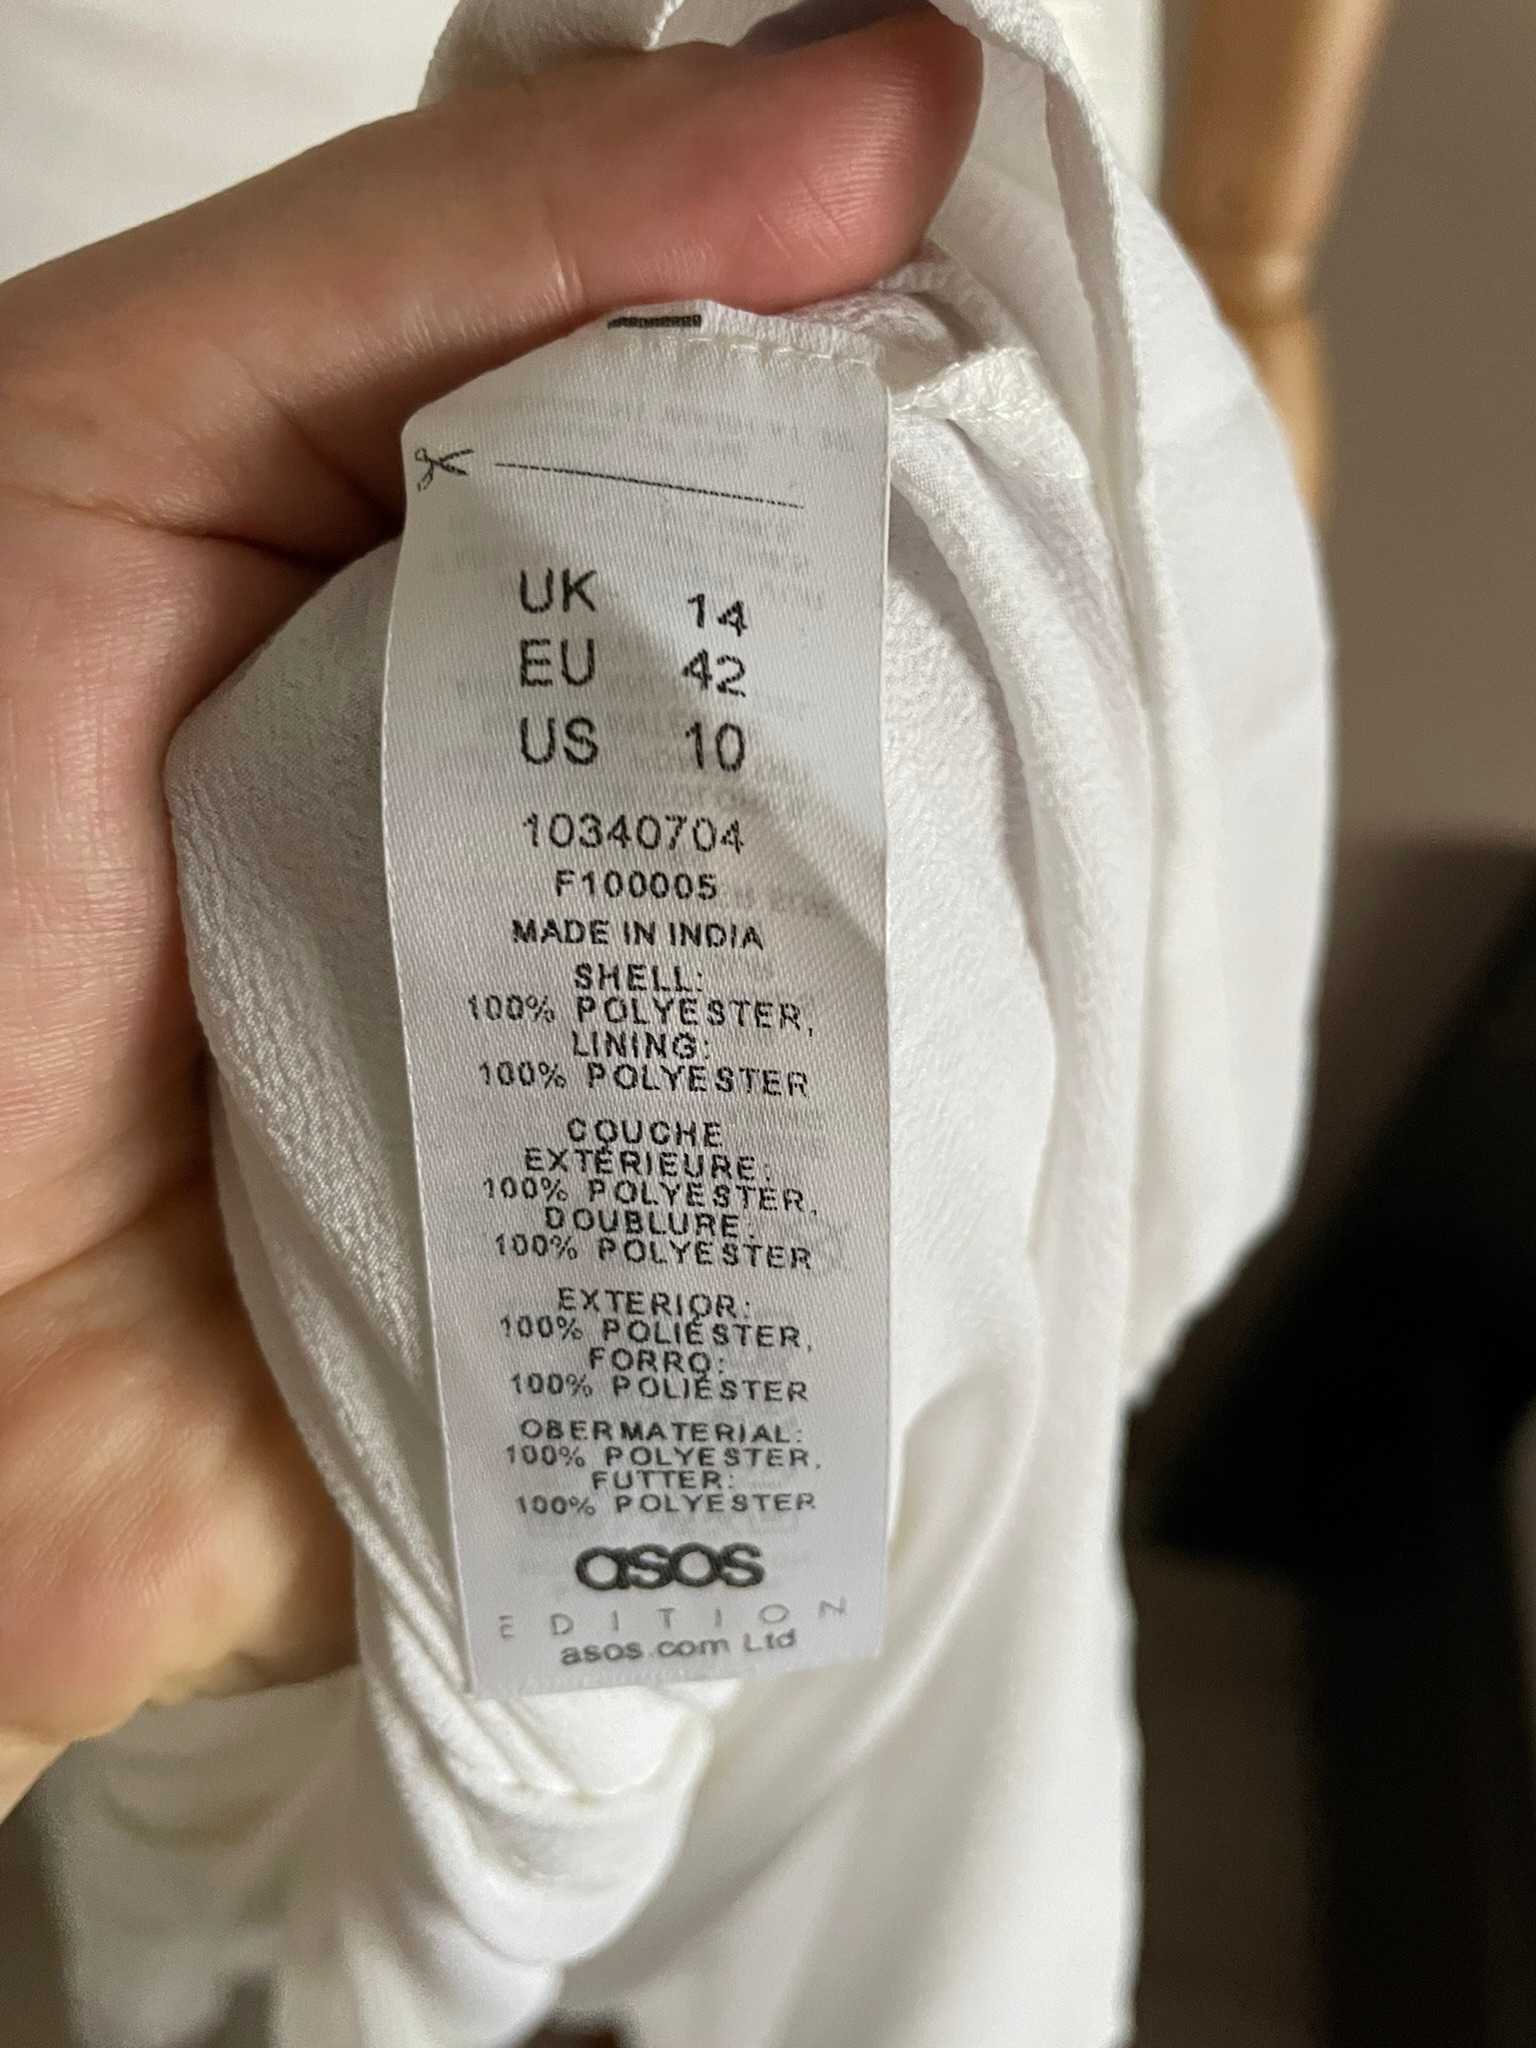 UK 14
EU 42
US 10
10340704
F100005
MADE IN INDIA
SHELL:
100% POLYESTER,
LINING:
100% POLYESTER
COUCHE
EXTÉRIEURE:
100% POLYESTER,
DOUBLURE:
100% POLYESTER
EXTERIOR:
100% POLIÉSTER,
FORRO:
100% POLIÉSTER
OBERMATERIAL:
100% POLYESTER,
FUTTER:
100% POLYESTER
asos
EDITION
asos.com Ltd